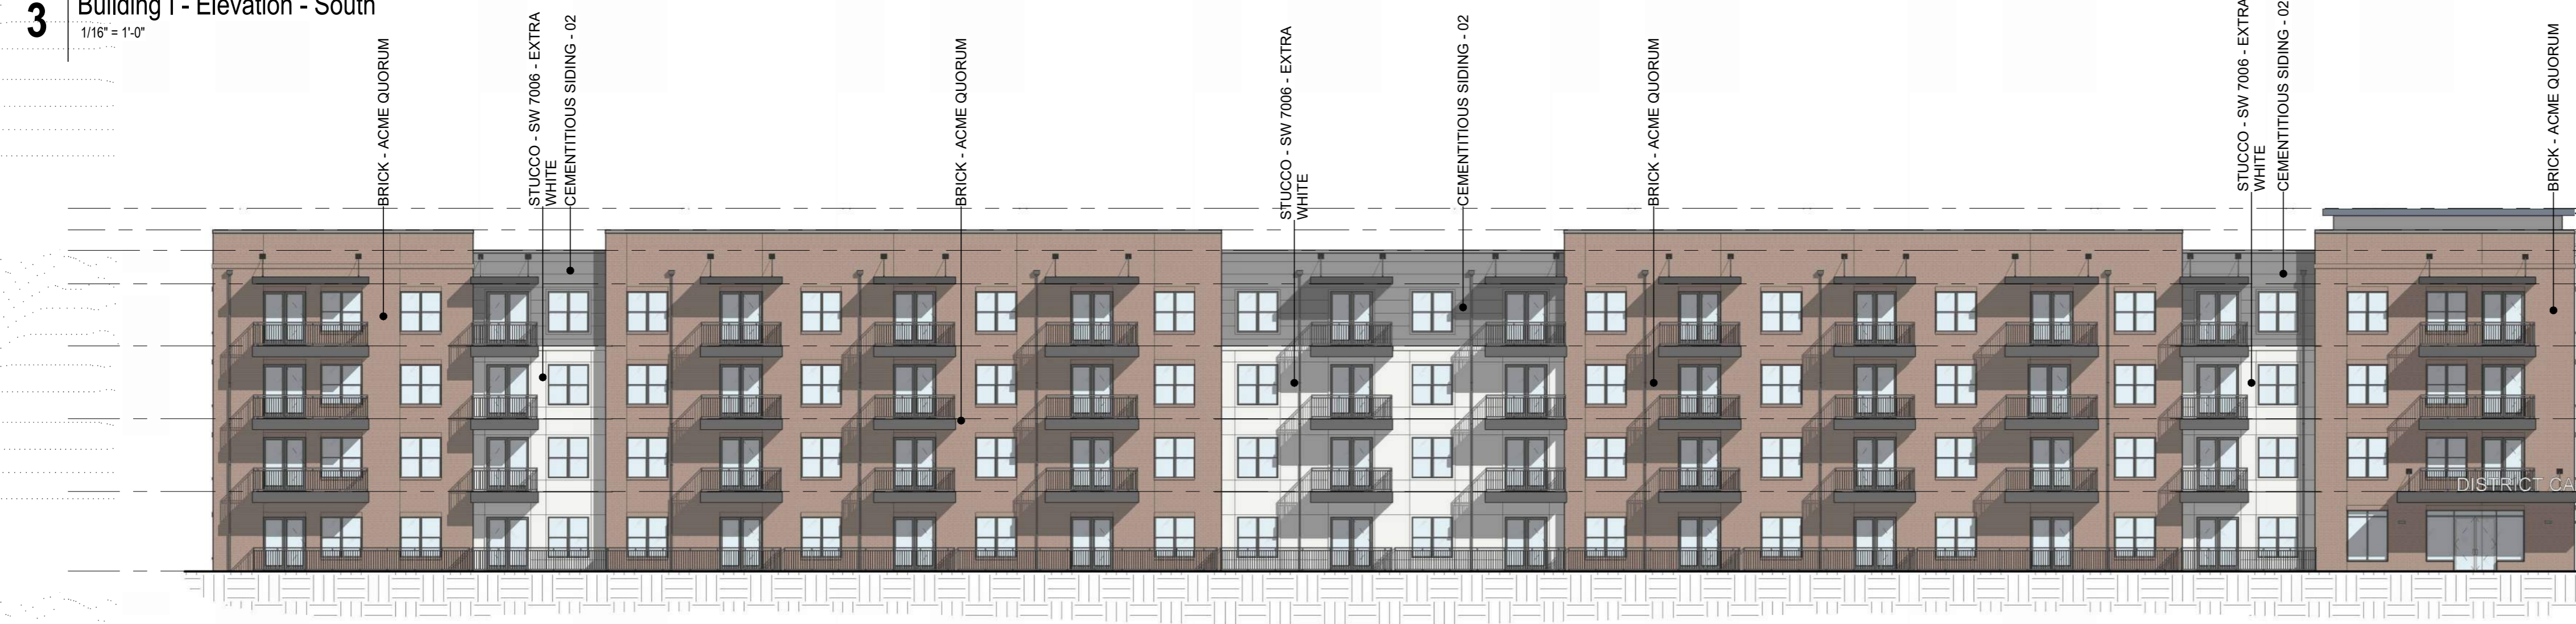 3
Building I - Elevation - South
1/16" = 1'-0"
BRICK - ACME QUORUM
STUCCO - SW 7006 - EXTRA
WHITE
CEMENTITIOUS SIDING - 02
BRICK - ACME QUORUM
STUCCO - SW 7006 - EXTRA
WHITE
CEMENTITIOUS SIDING - 02
BRICK - ACME QUORUM
STUCCO - SW 7006 - EXTRA
WHITE
CEMENTITIOUS SIDING - 02
BRICK - ACME QUORUM
DISTRICT CA